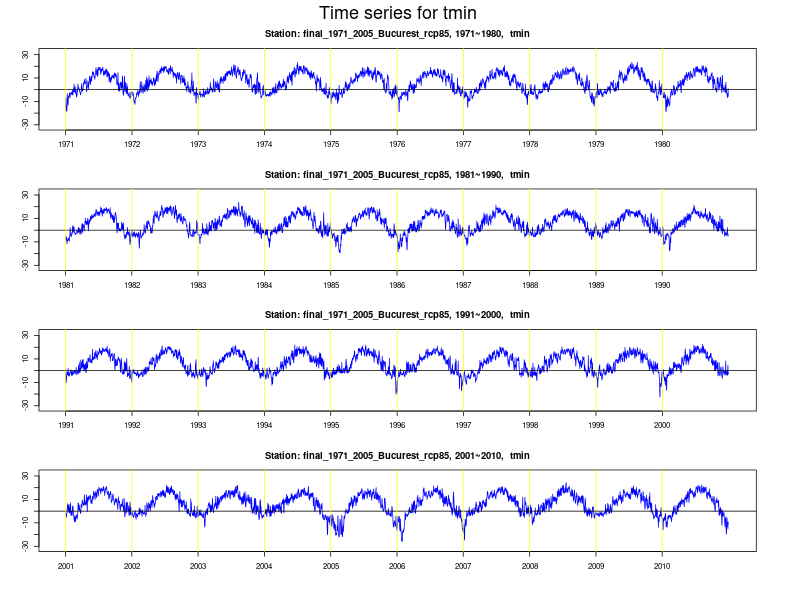 Time series for tmin
Station: final_1971_2005_Bucurest_rcp85, 1971~1980, tmin
30
10
-10
-30
1971 1972 1973 1974 1975 1976 1977 1978 1979 1980
Station: final_1971_2005_Bucurest_rcp85, 1981~1990, tmin
30
10
-10
-30
1981 1982 1983 1984 1985 1986 1987 1988 1989 1990
Station: final_1971_2005_Bucurest_rcp85, 1991~2000, tmin
30
10
-10
-30
1991 1992 1993 1994 1995 1996 1997 1998 1999 2000
Station: final_1971_2005_Bucurest_rcp85, 2001~2010, tmin
30
10
-10
-30
2001 2002 2003 2004 2005 2006 2007 2008 2009 2010